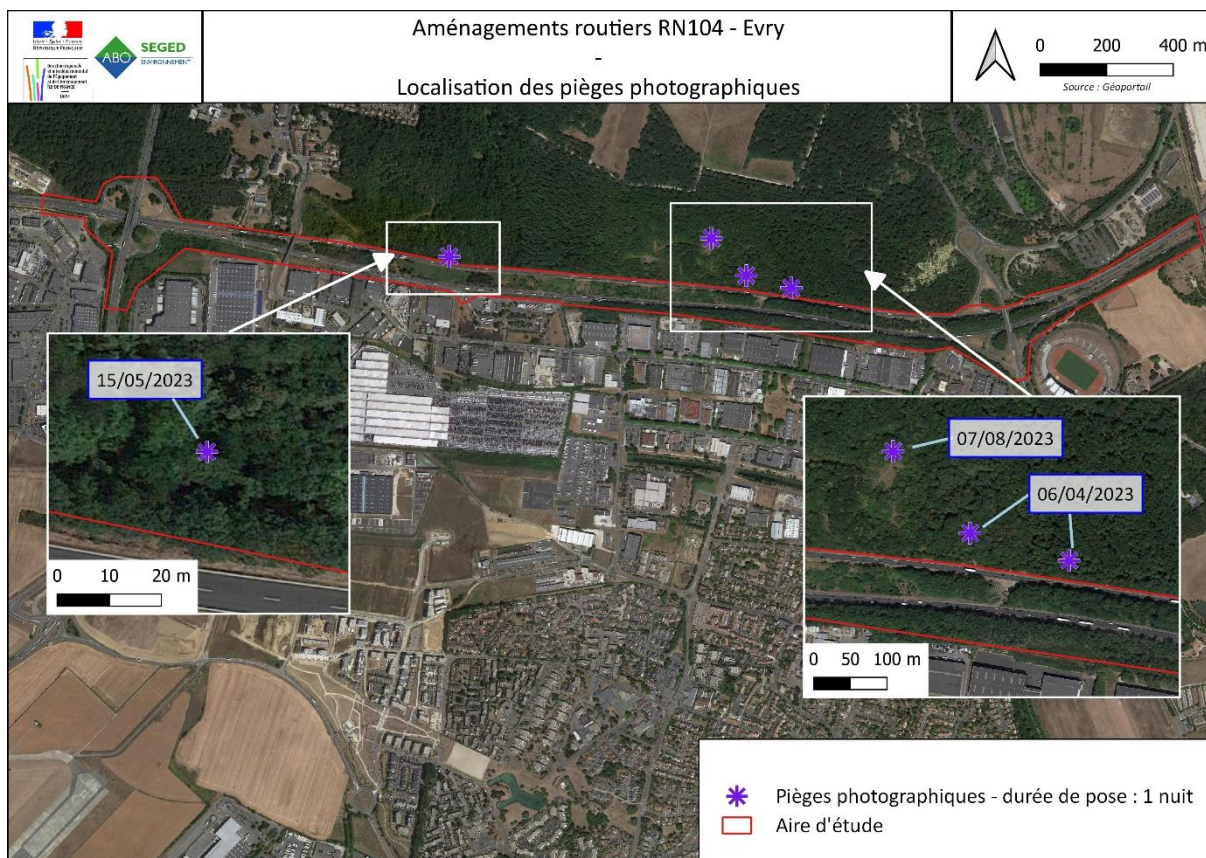 Aménagements routiers RN104 - Evry
-
Localisation des pièges photographiques
RÉPUBLIQUE FRANÇAISE
ABO
SEGED
ENVIRONNEMENT
0 200 400 m
Source : Géoportail
15/05/2023
0 10 20 m
07/08/2023
06/04/2023
0 50 100 m
Pièges photographiques - durée de pose : 1 nuit
Aire d'étude